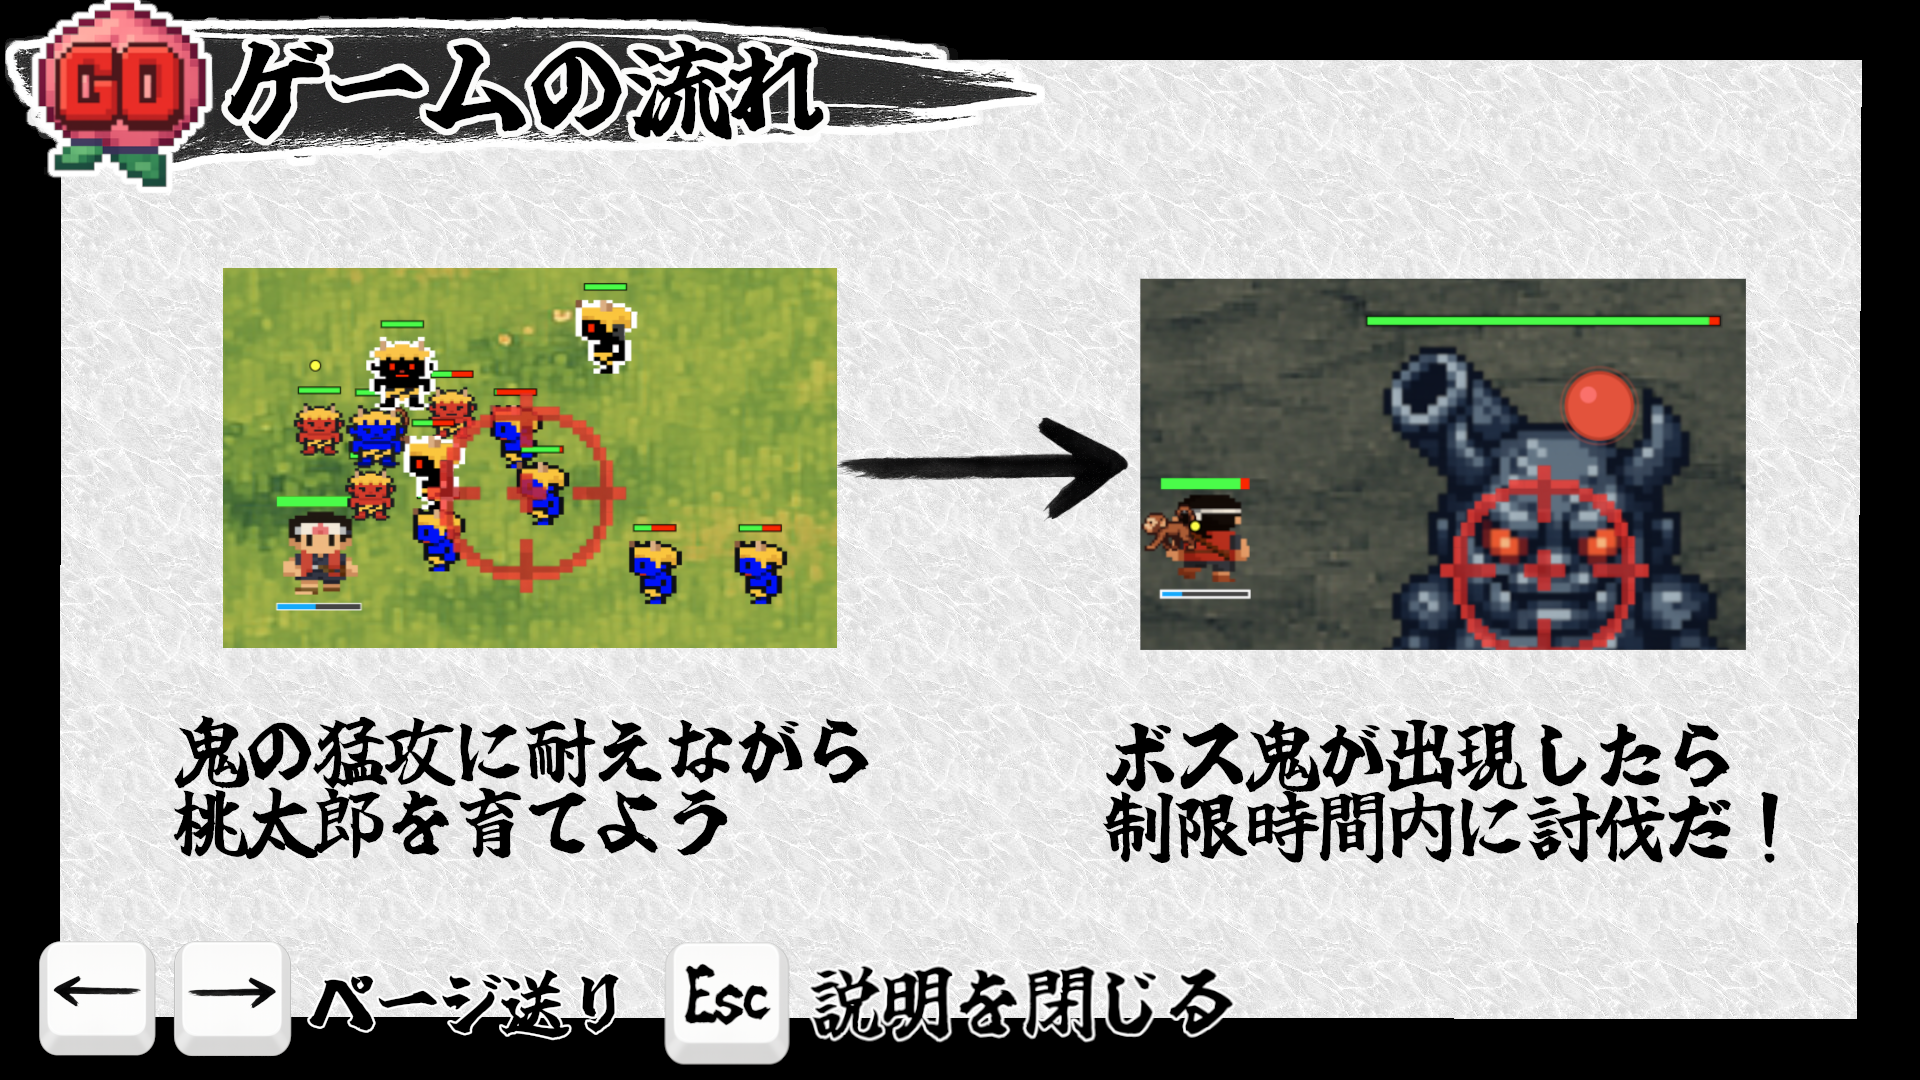 GO
ゲームの流れ
鬼の猛攻に耐えながら
桃太郎を育てよう
ボス鬼が出現したら
制限時間内に討伐だ！
← → ページ送り Esc 説明を閉じる